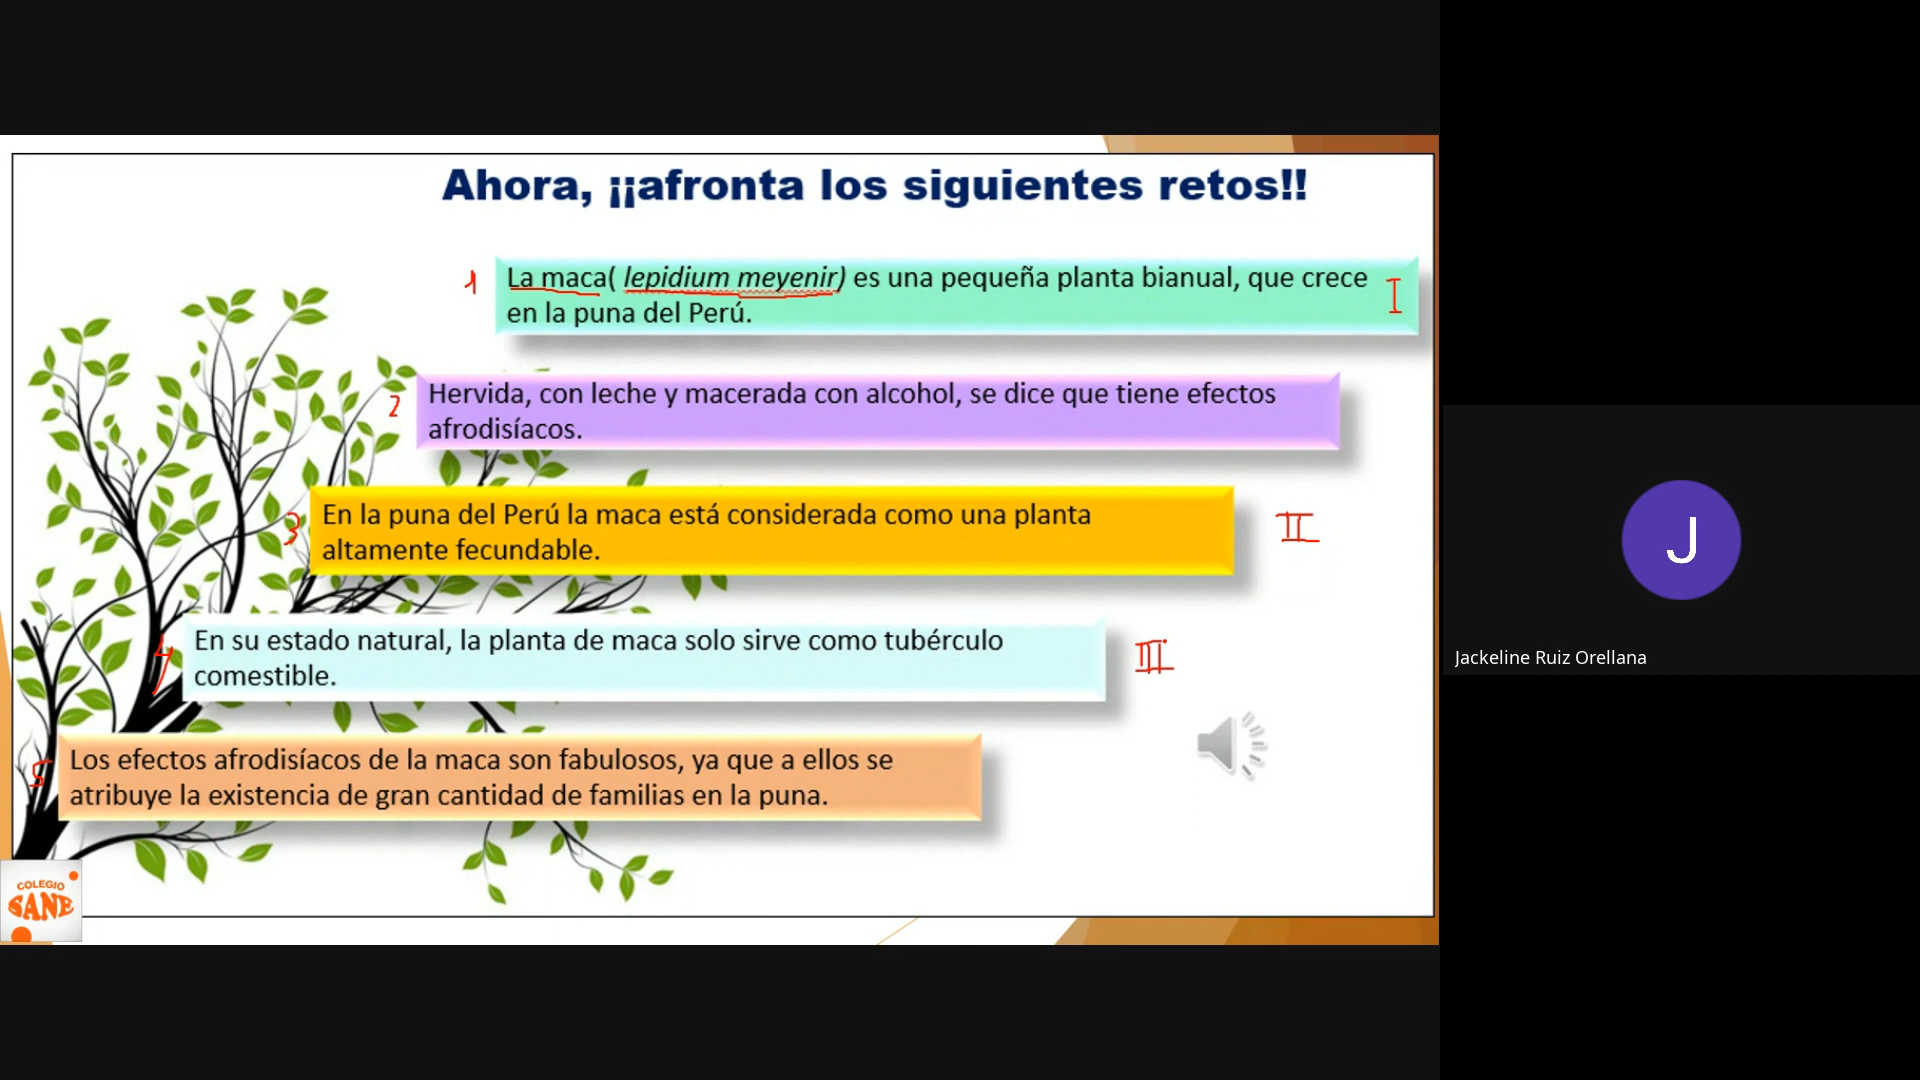 Ahora, ¡¡afronta los siguientes retos!!
1
La maca( lepidium meyenir) es una pequeña planta bianual, que crece
en la puna del Perú.
I
2
Hervida, con leche y macerada con alcohol, se dice que tiene efectos
afrodisíacos.
3
En la puna del Perú la maca está considerada como una planta
altamente fecundable.
II
4
En su estado natural, la planta de maca solo sirve como tubérculo
comestible.
III
5
Los efectos afrodisíacos de la maca son fabulosos, ya que a ellos se
atribuye la existencia de gran cantidad de familias en la puna.
COLEGIO
SANE
J
Jackeline Ruiz Orellana